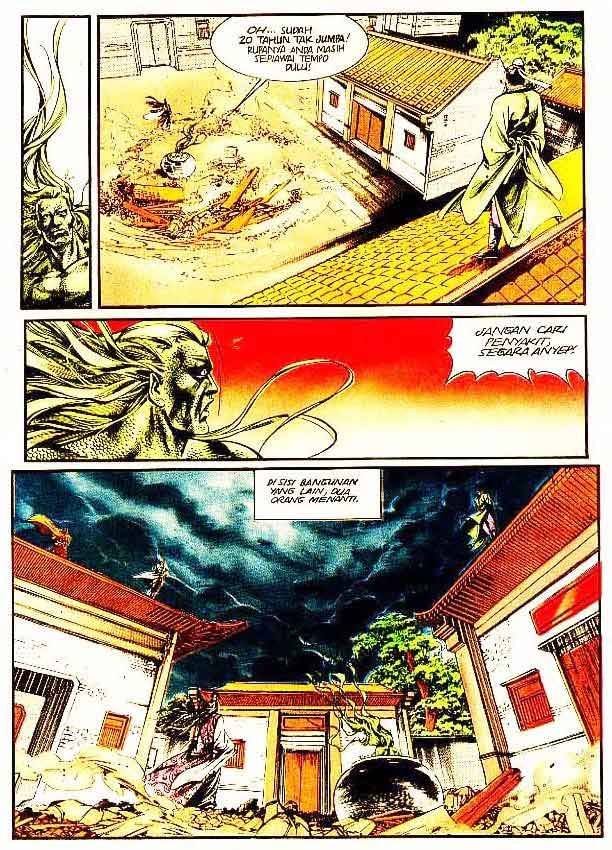 OH... SUDAH
20 TAHUN TAK JUMPA!
RUPANYA ANDA MASIH
SEPIAWAI TEMPO
DULU!
JANGAN CARI
PENYAKIT,
SEGARA ANYEP!
DI SISI BANGUNAN
YANG LAIN, DUA
ORANG MENANTI.